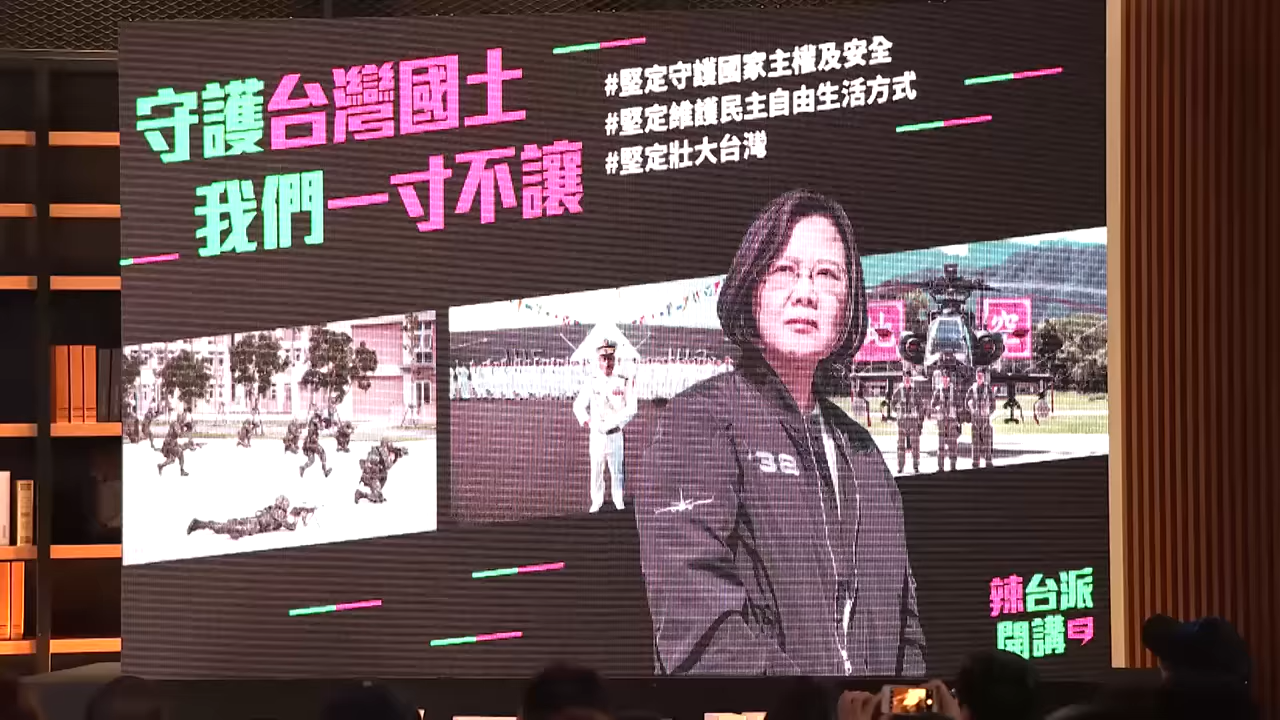 守護台灣國土
我們一寸不讓
#堅定守護國家主權及安全
#堅定維護民主自由生活方式
#堅定壯大台灣
'38
空
辣台派
開講